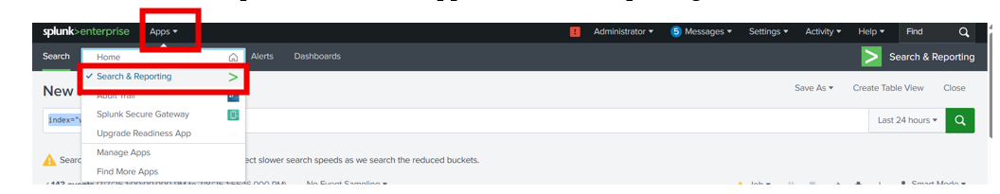 splunk>enterprise Apps ▾ ! Administrator ▾ 5 Messages ▾ Settings ▾ Activity ▾ Help ▾ Find
Search Home Alerts Dashboards Search & Reporting
✓ Search & Reporting >
New Save As ▾ Create Table View Close
Audit Trail
index="w Splunk Secure Gateway Last 24 hours ▾
Upgrade Readiness App
Manage Apps
Searc ect slower search speeds as we search the reduced buckets.
Find More Apps
No Event Sampling ▾ Job ▾ Smart Mode ▾